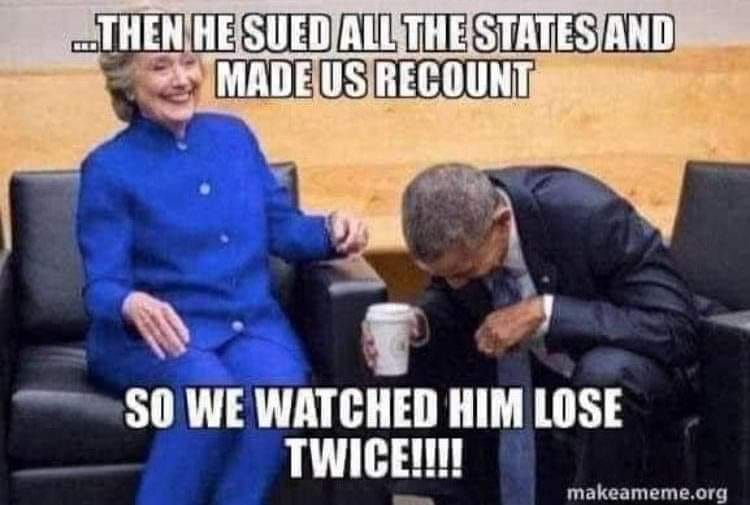 ...THEN HE SUED ALL THE STATES AND
MADE US RECOUNT
SO WE WATCHED HIM LOSE
TWICE!!!!
makeameme.org